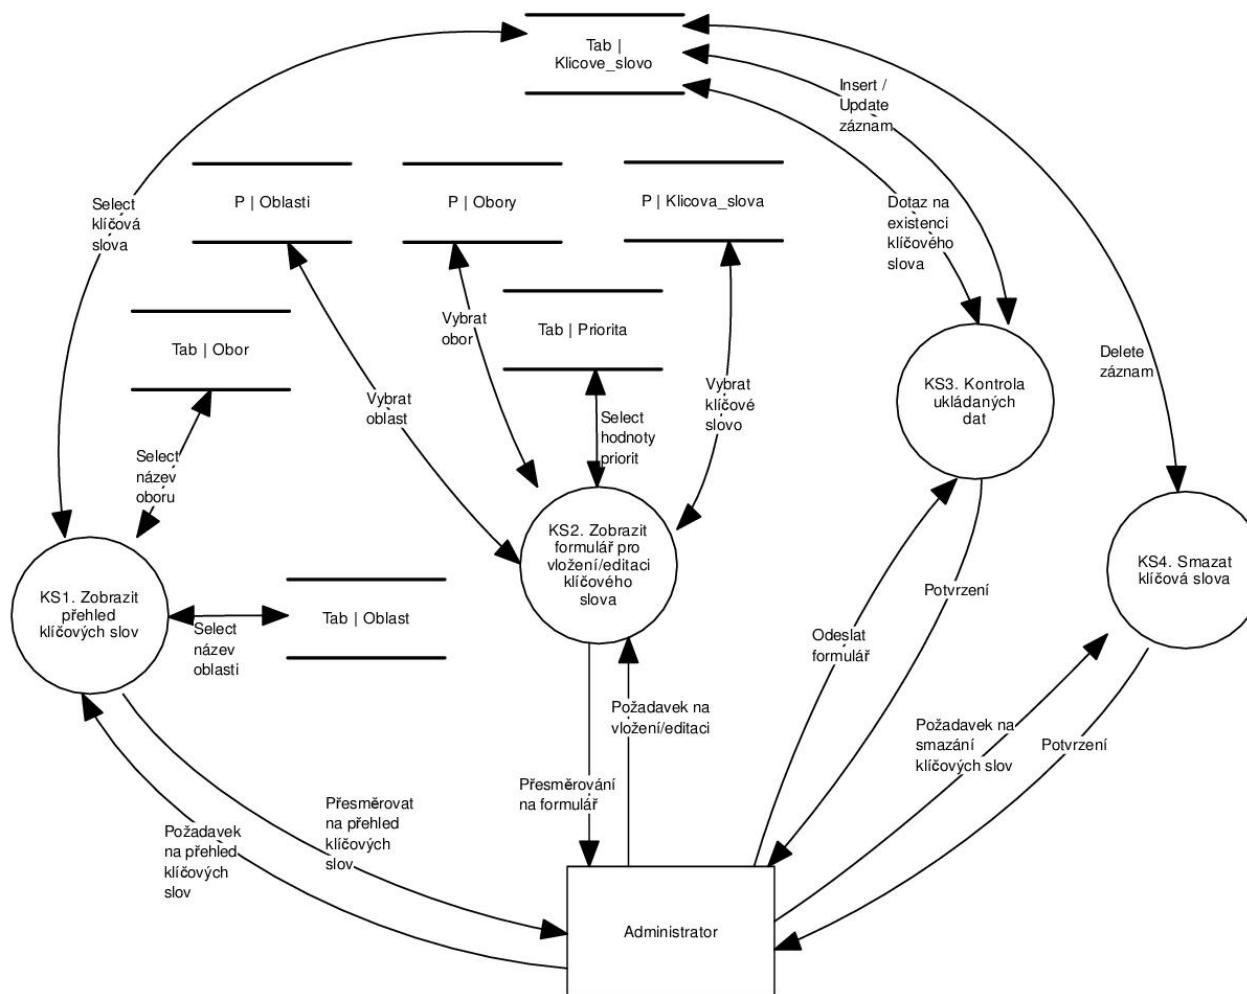 Tab |
Klicove_slovo
Insert /
Update
záznam
P | Oblasti
P | Obory
P | Klicova_slova
Select
klíčová
slova
Dotaz na
existenci
klíčového
slova
Tab | Obor
Vybrat
obor
Tab | Priorita
Delete
záznam
Vybrat
oblast
Vybrat
klíčové
slovo
KS3. Kontrola
ukládaných
dat
Select
hodnoty
priorit
Select
název
oboru
KS2. Zobrazit
formulář pro
vložení/editaci
klíčového
slova
KS4. Smazat
klíčová slova
KS1. Zobrazit
přehled
klíčových slov
Tab | Oblast
Select
název
oblasti
Potvrzení
Odeslat
formulář
Požadavek na
vložení/editaci
Požadavek na
smazání
klíčových slov
Potvrzení
Přesměrování
na formulář
Přesměrovat
na přehled
klíčových
slov
Požadavek
na přehled
klíčových
slov
Administrator